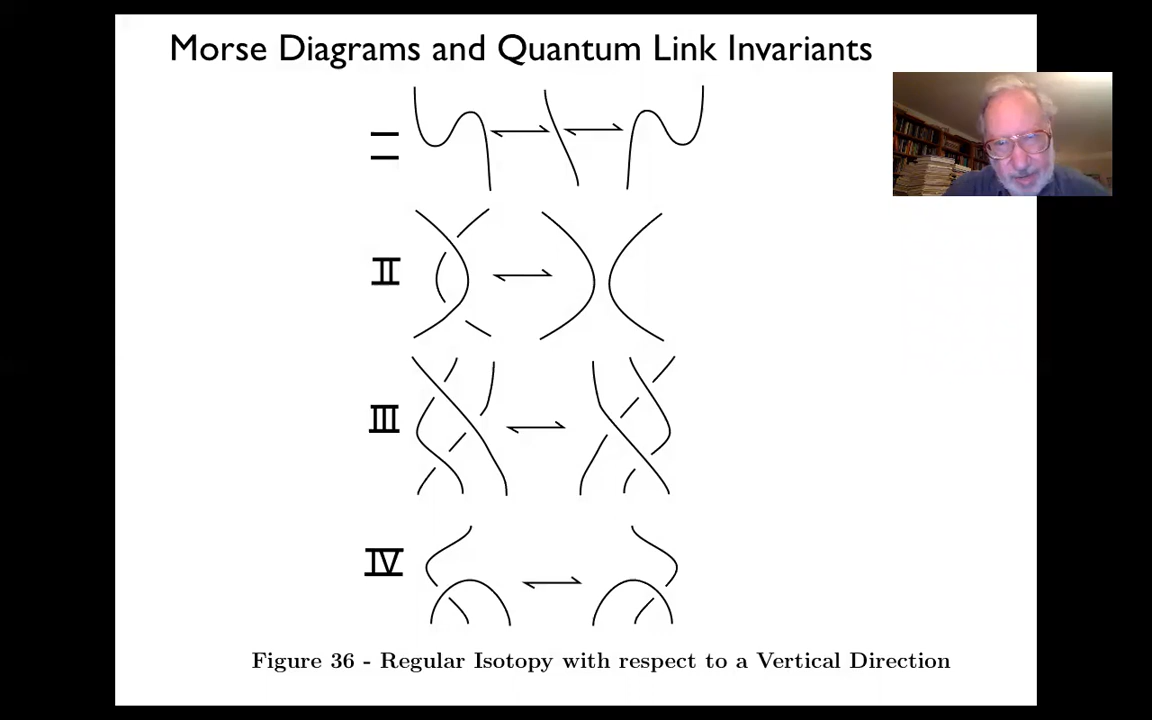 Morse Diagrams and Quantum Link Invariants
II
III
IV
Figure 36 - Regular Isotopy with respect to a Vertical Direction